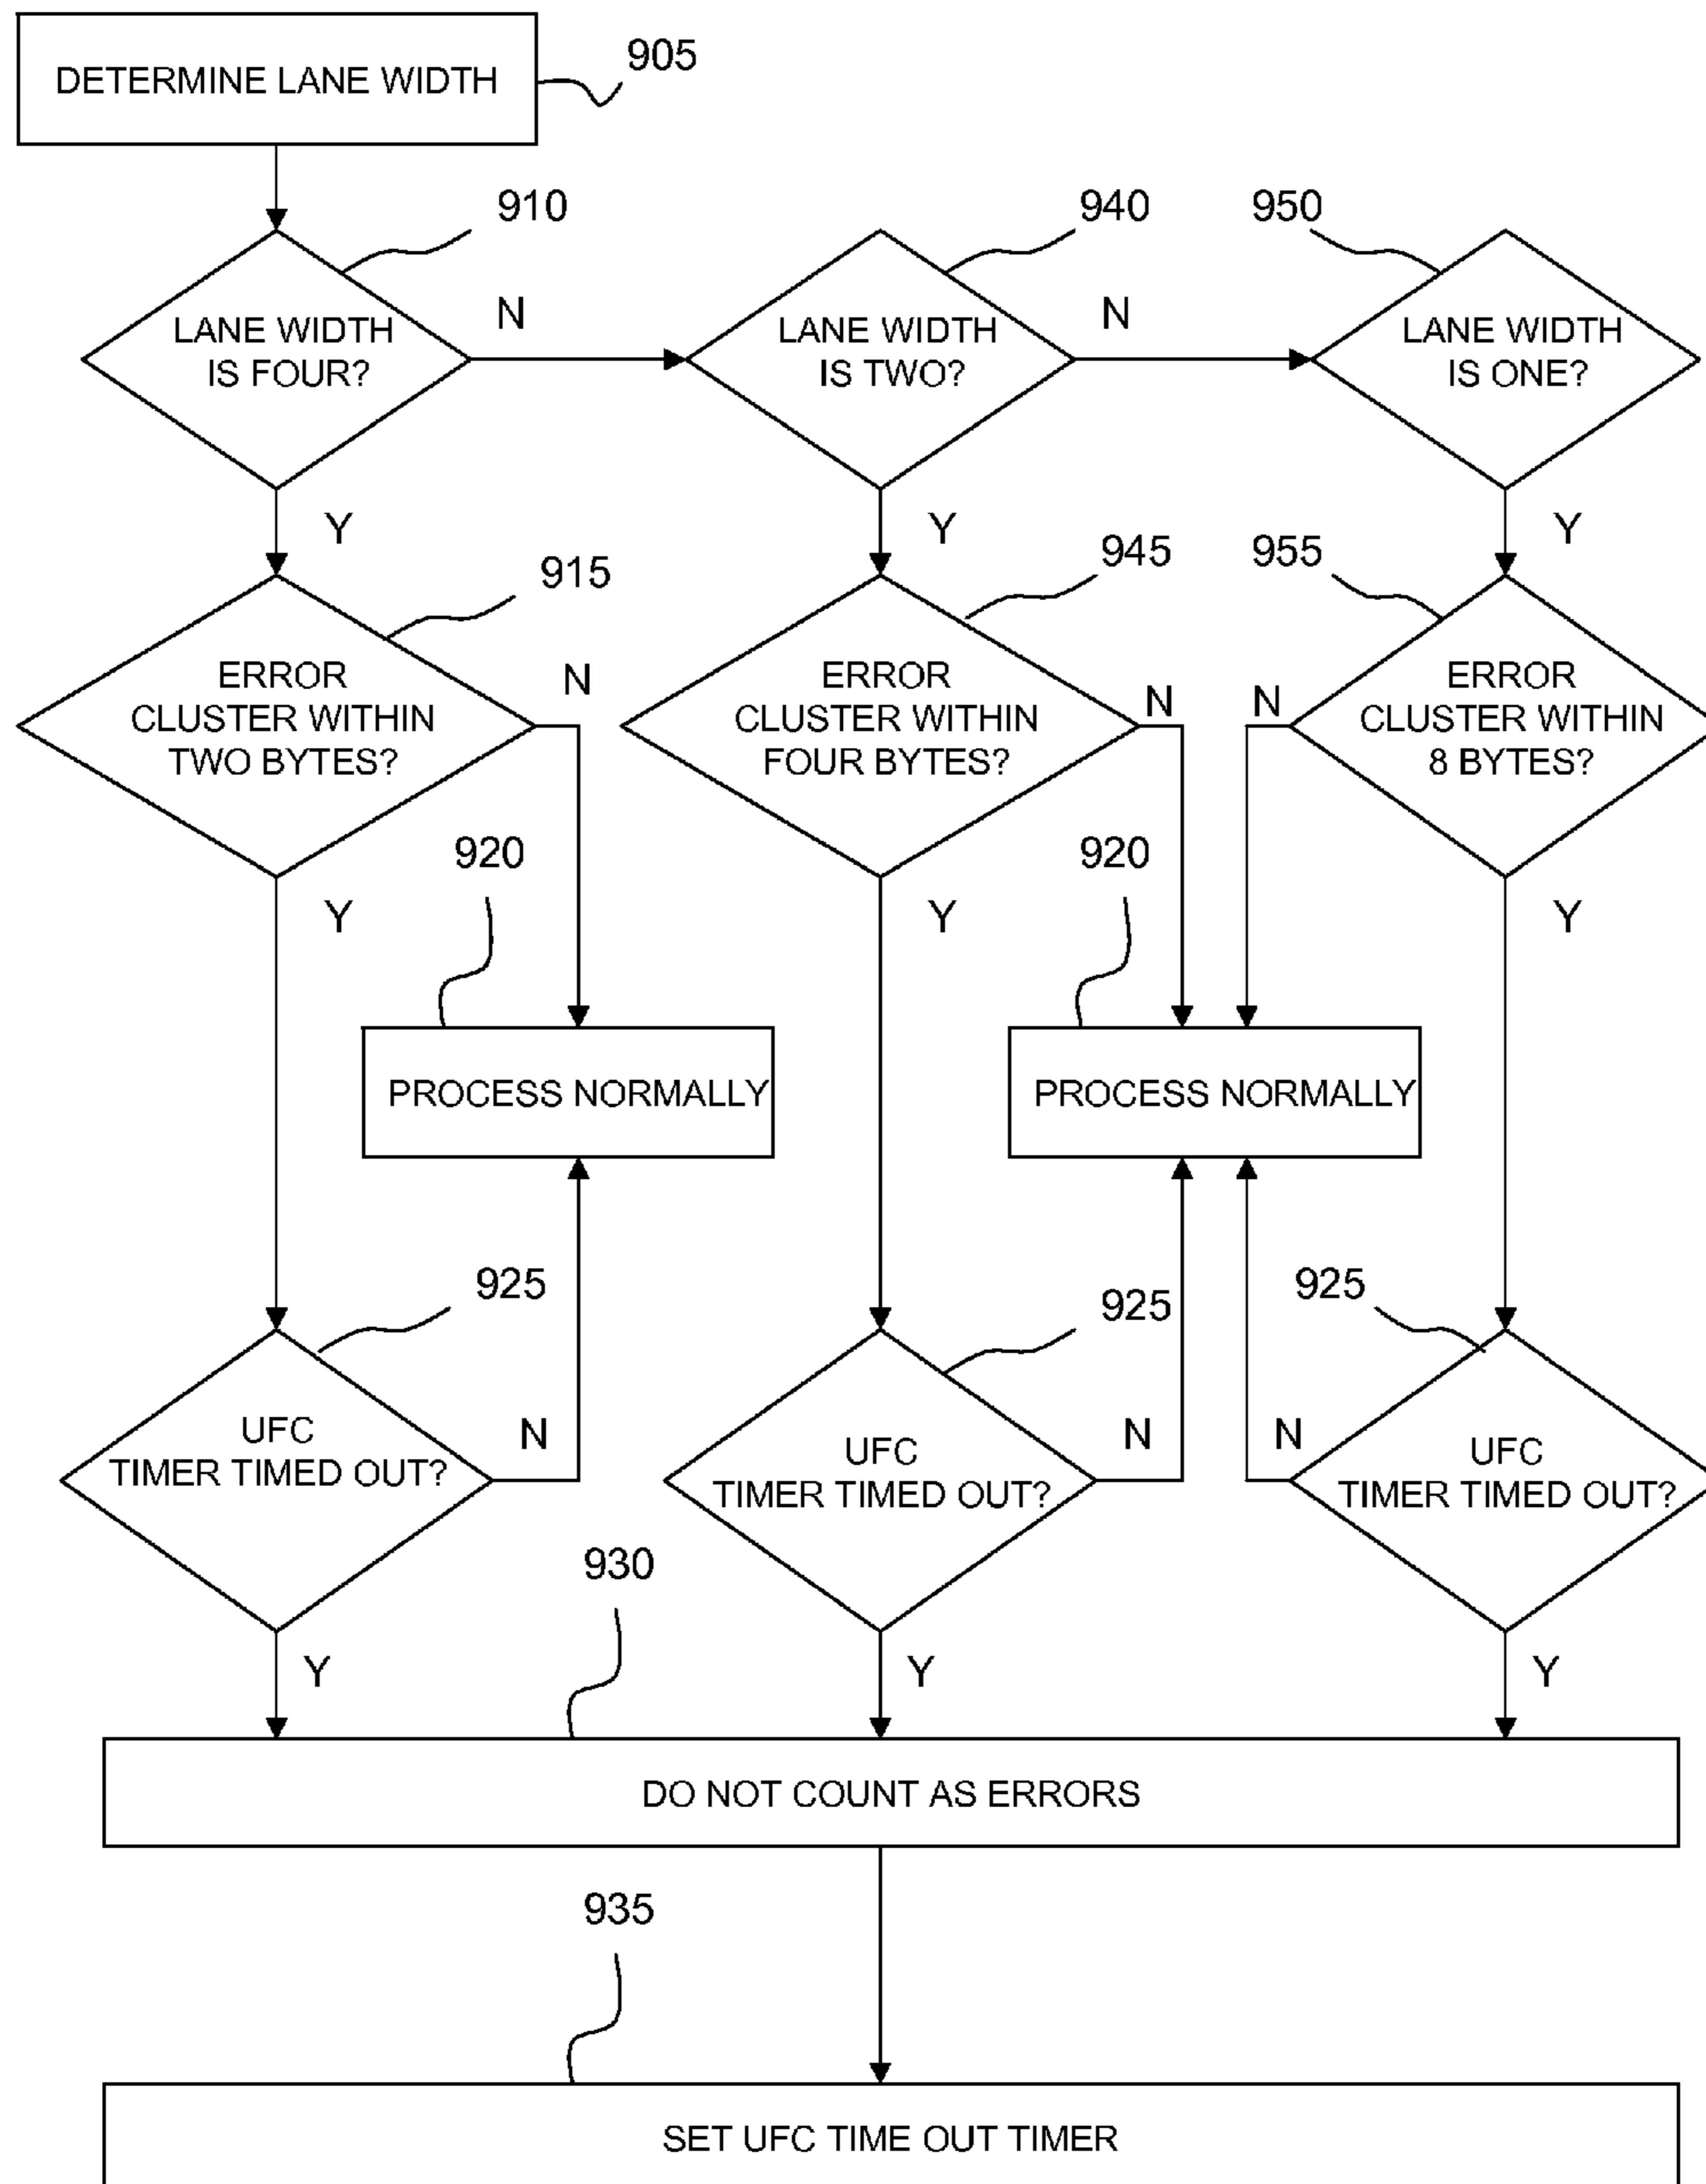 DETERMINE LANE WIDTH
905
910
940
950
LANE WIDTH
IS FOUR?
N
LANE WIDTH
IS TWO?
N
LANE WIDTH
IS ONE?
Y
Y
Y
915
945
955
ERROR
CLUSTER WITHIN
TWO BYTES?
N
ERROR
CLUSTER WITHIN
FOUR BYTES?
N
N
ERROR
CLUSTER WITHIN
8 BYTES?
920
920
Y
Y
Y
PROCESS NORMALLY
PROCESS NORMALLY
925
925
925
UFC
TIMER TIMED OUT?
N
UFC
TIMER TIMED OUT?
N
N
UFC
TIMER TIMED OUT?
930
Y
Y
Y
DO NOT COUNT AS ERRORS
935
SET UFC TIME OUT TIMER